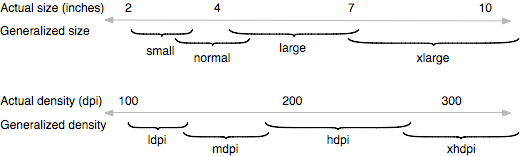 Actual size (inches) 2 4 7 10
Generalized size
small large
normal xlarge
Actual density (dpi) 100 200 300
Generalized density
ldpi mdpi hdpi xhdpi